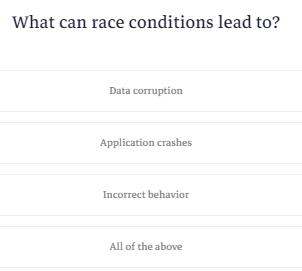 What can race conditions lead to?
Data corruption
Application crashes
Incorrect behavior
All of the above